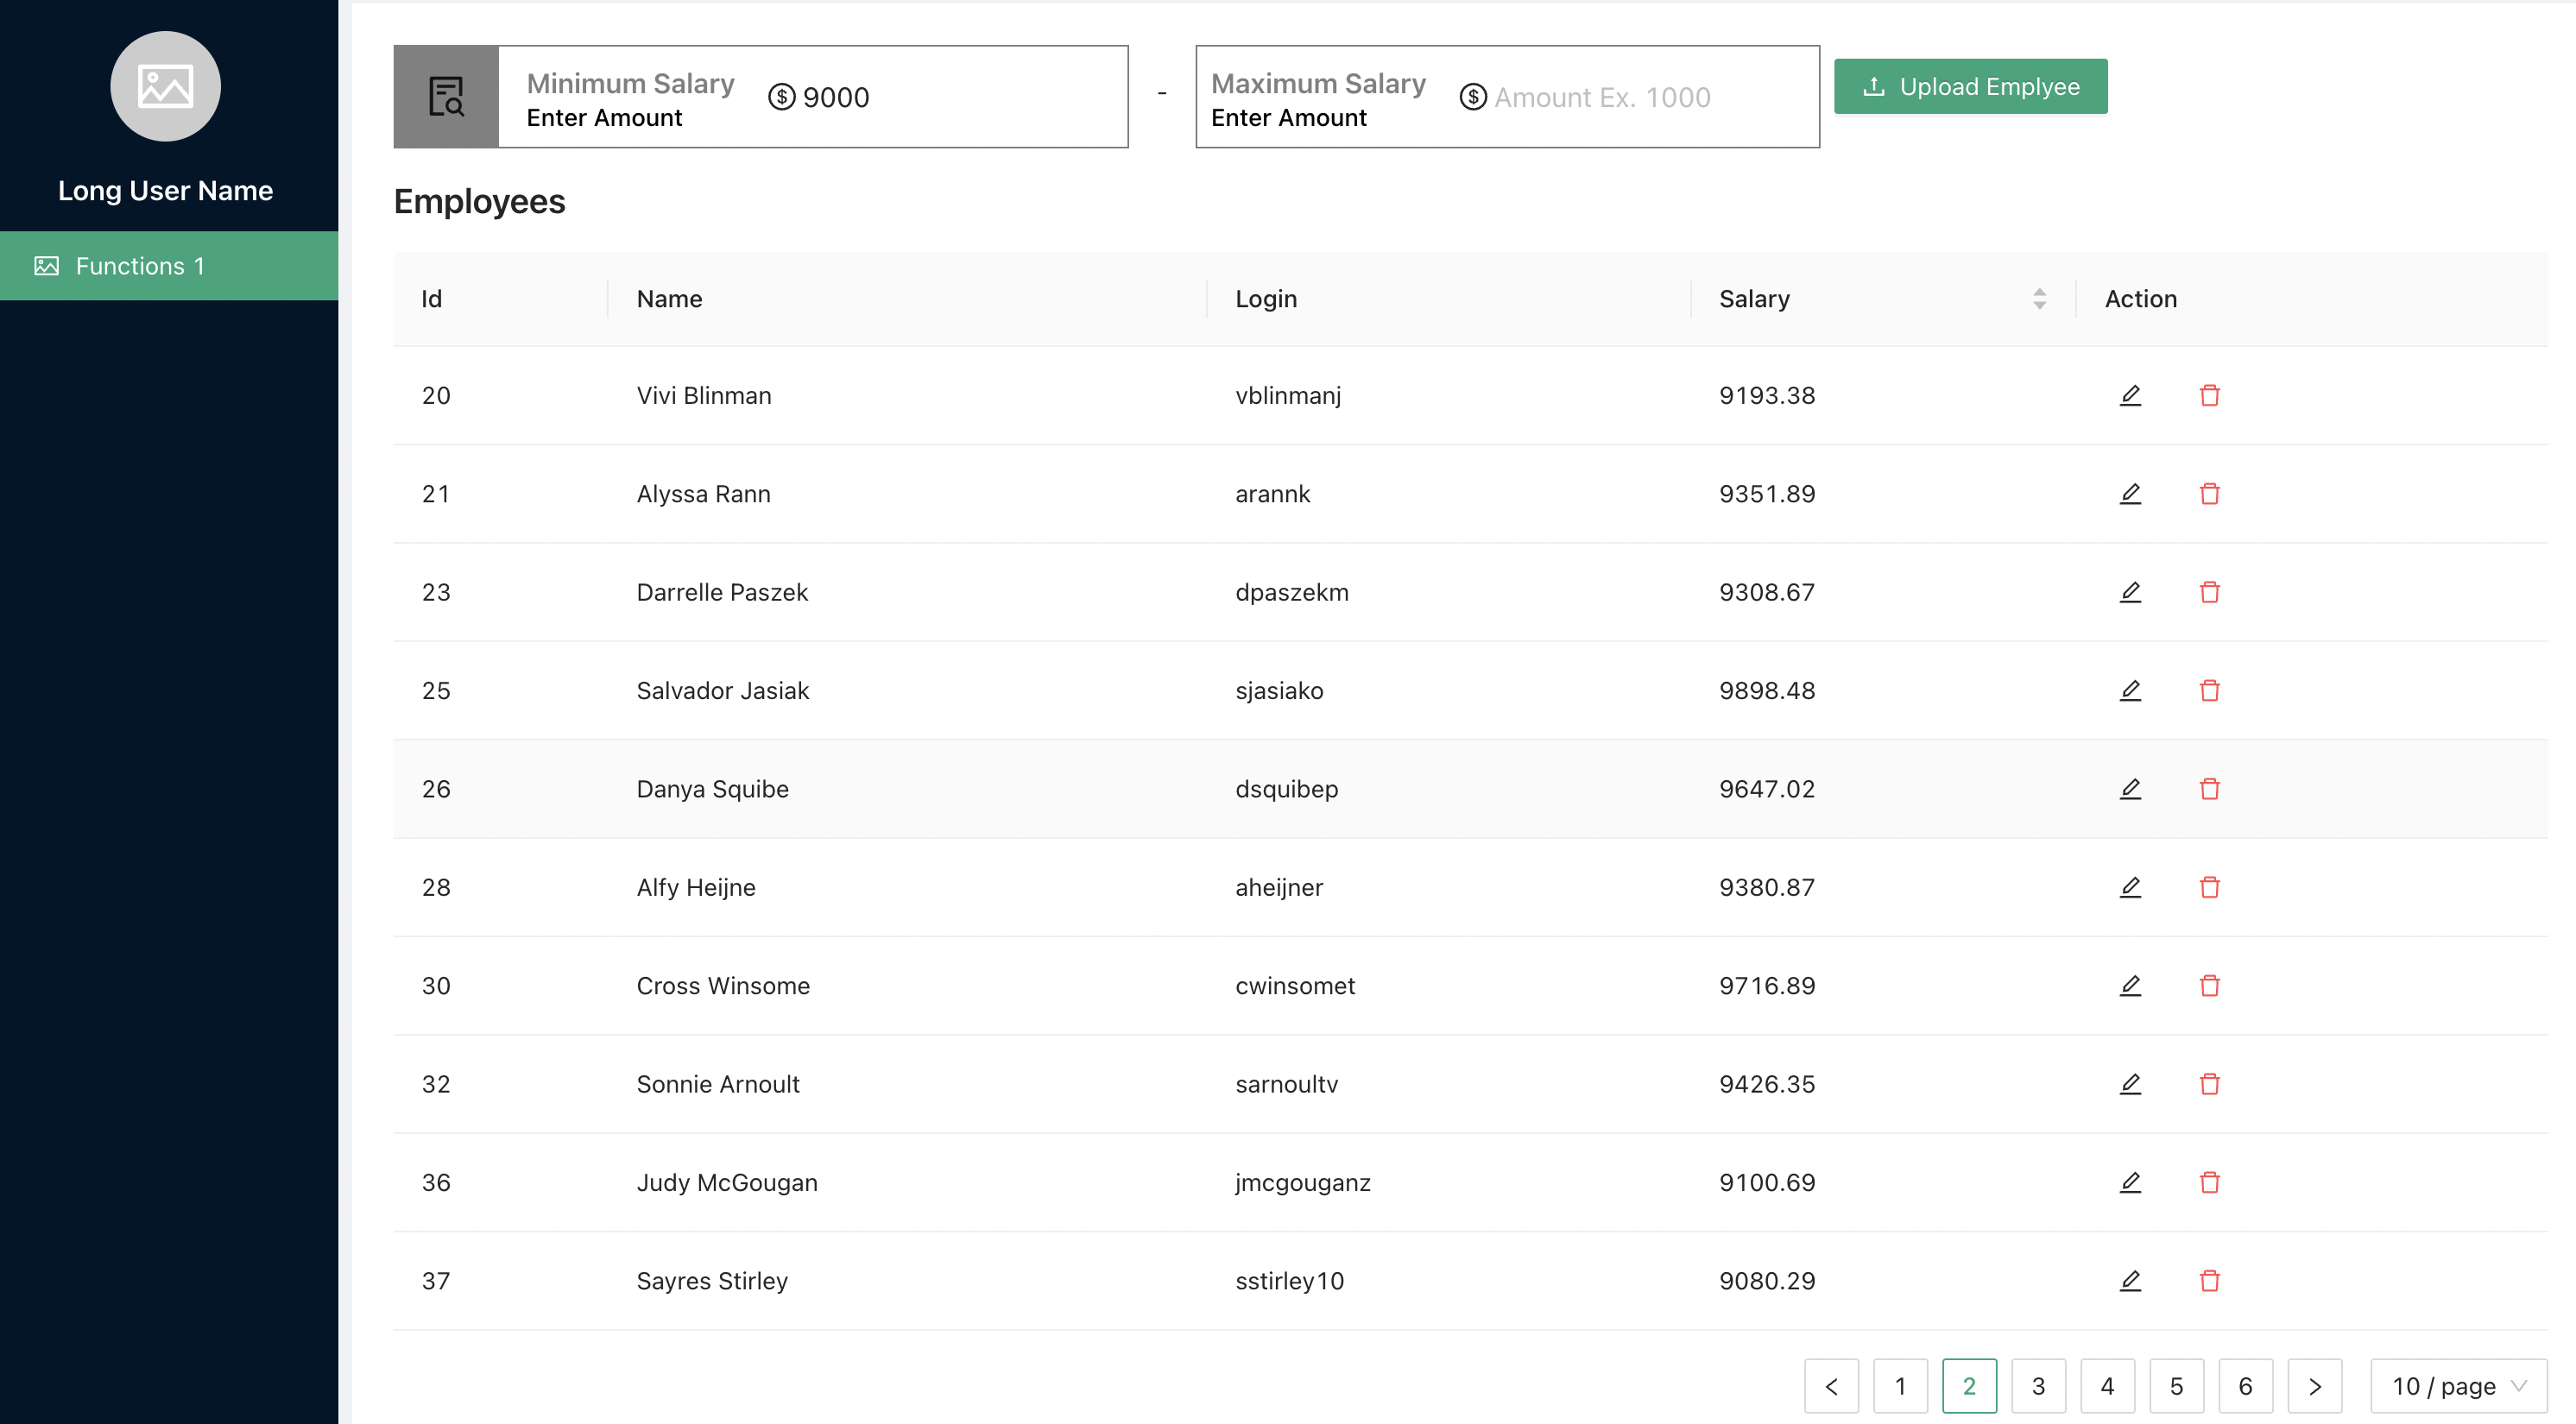 Long User Name
Functions 1
Minimum Salary
Enter Amount
9000
-
Maximum Salary
Enter Amount
Amount Ex. 1000
Upload Emplyee
Employees
Id Name Login Salary Action
20 Vivi Blinman vblinmanj 9193.38
21 Alyssa Rann arannk 9351.89
23 Darrelle Paszek dpaszekm 9308.67
25 Salvador Jasiak sjasiako 9898.48
26 Danya Squibe dsquibep 9647.02
28 Alfy Heijne aheijner 9380.87
30 Cross Winsome cwinsomet 9716.89
32 Sonnie Arnoult sarnoultv 9426.35
36 Judy McGougan jmcgouganz 9100.69
37 Sayres Stirley sstirley10 9080.29
< 1 2 3 4 5 6 > 10 / page